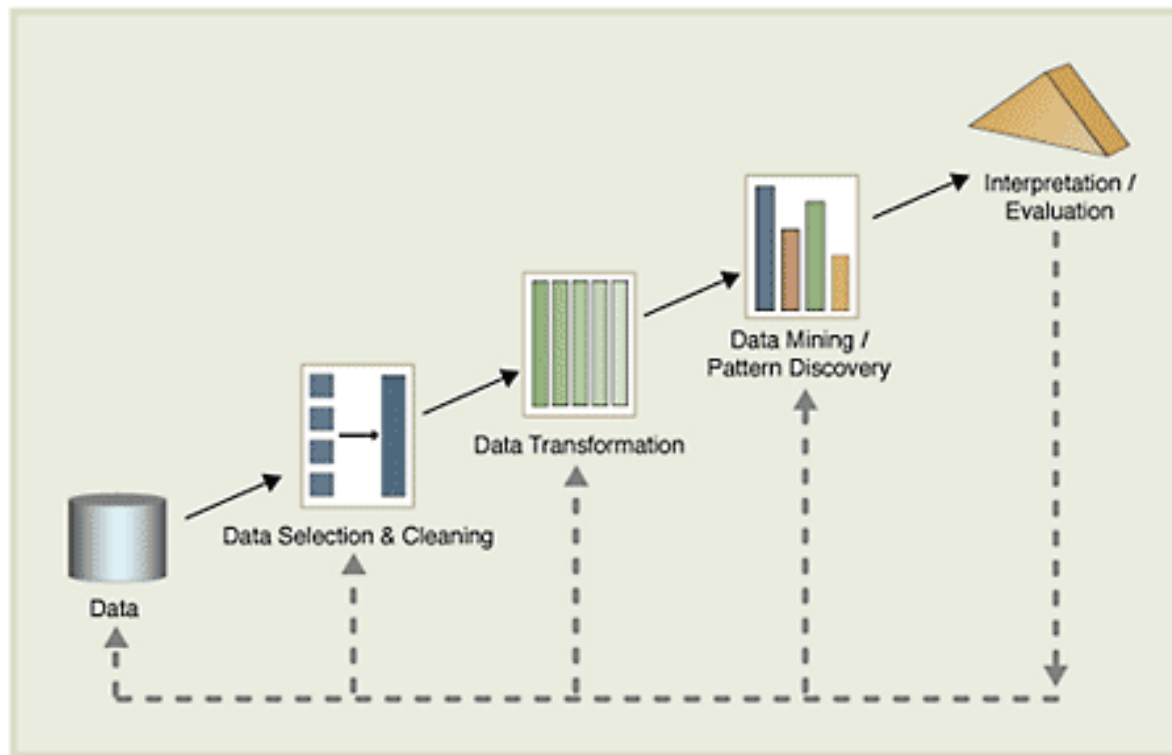 Interpretation /
Evaluation
Data Mining /
Pattern Discovery
Data Transformation
Data Selection & Cleaning
Data